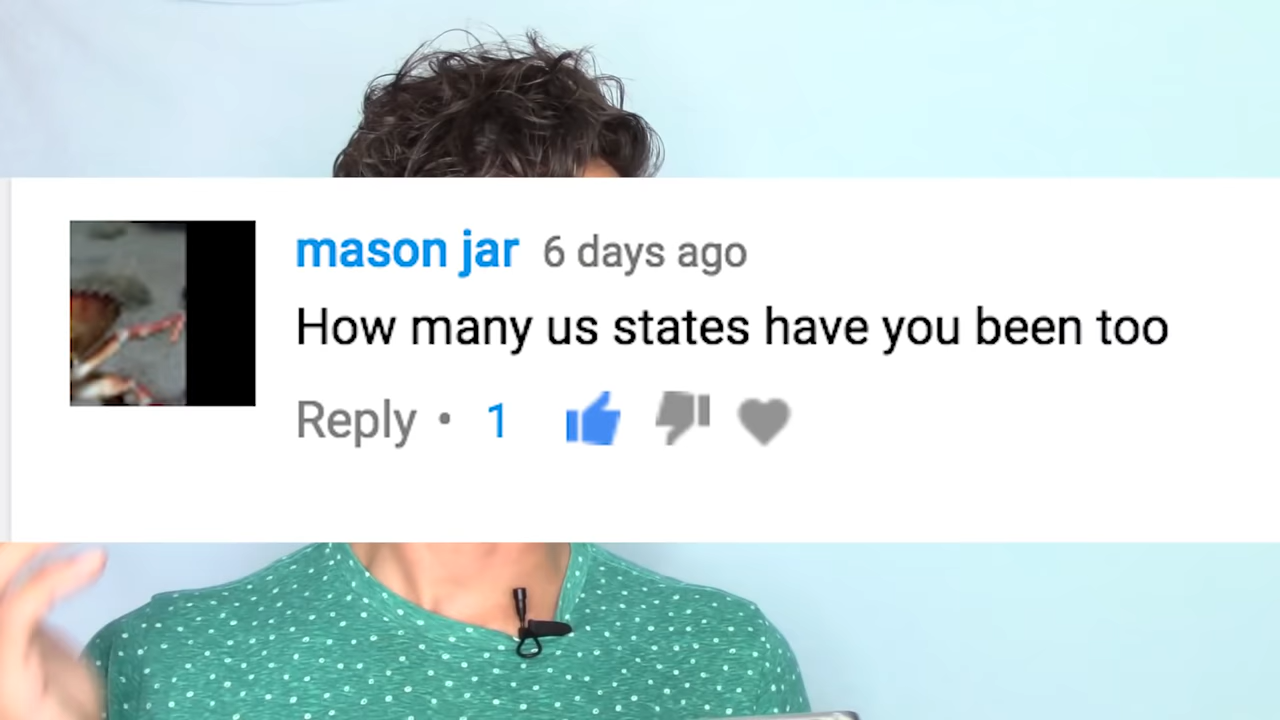 mason jar 6 days ago
How many us states have you been too
Reply • 1